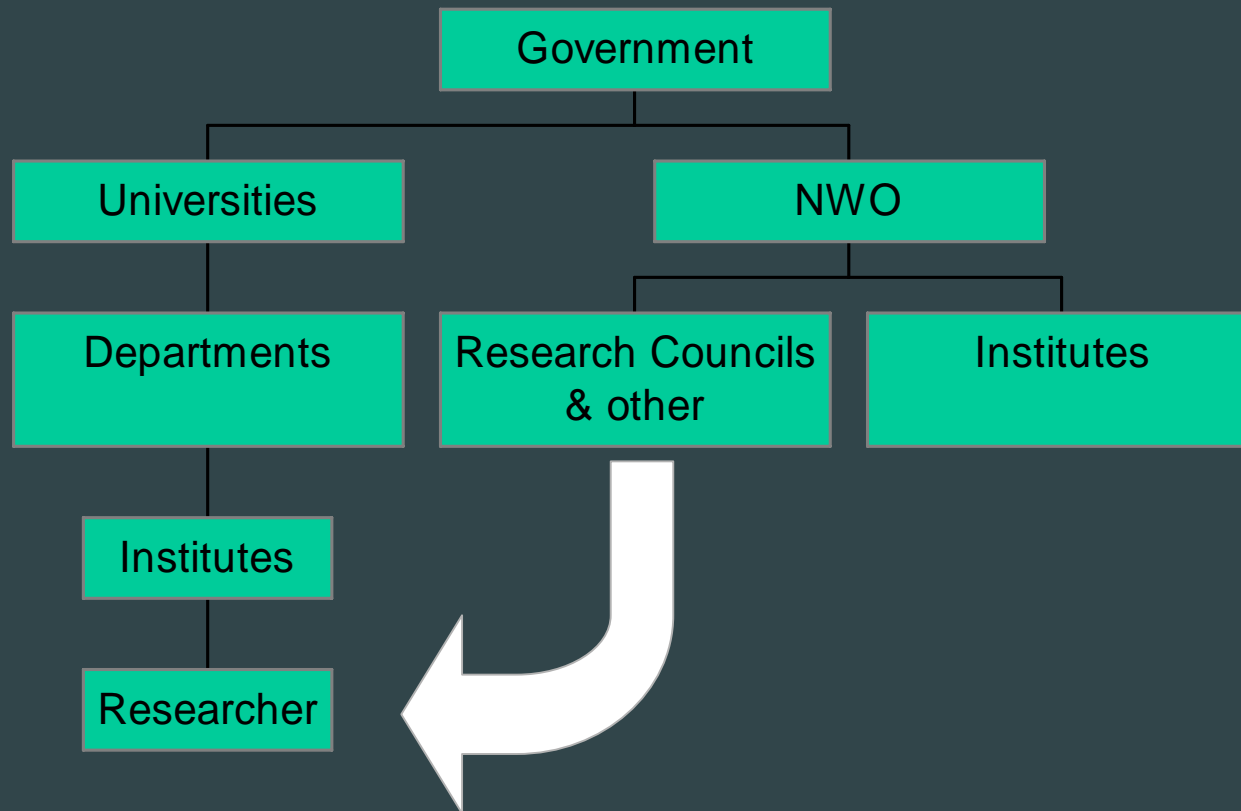 Government
Universities
NWO
Departments
Research Councils
& other
Institutes
Institutes
Researcher